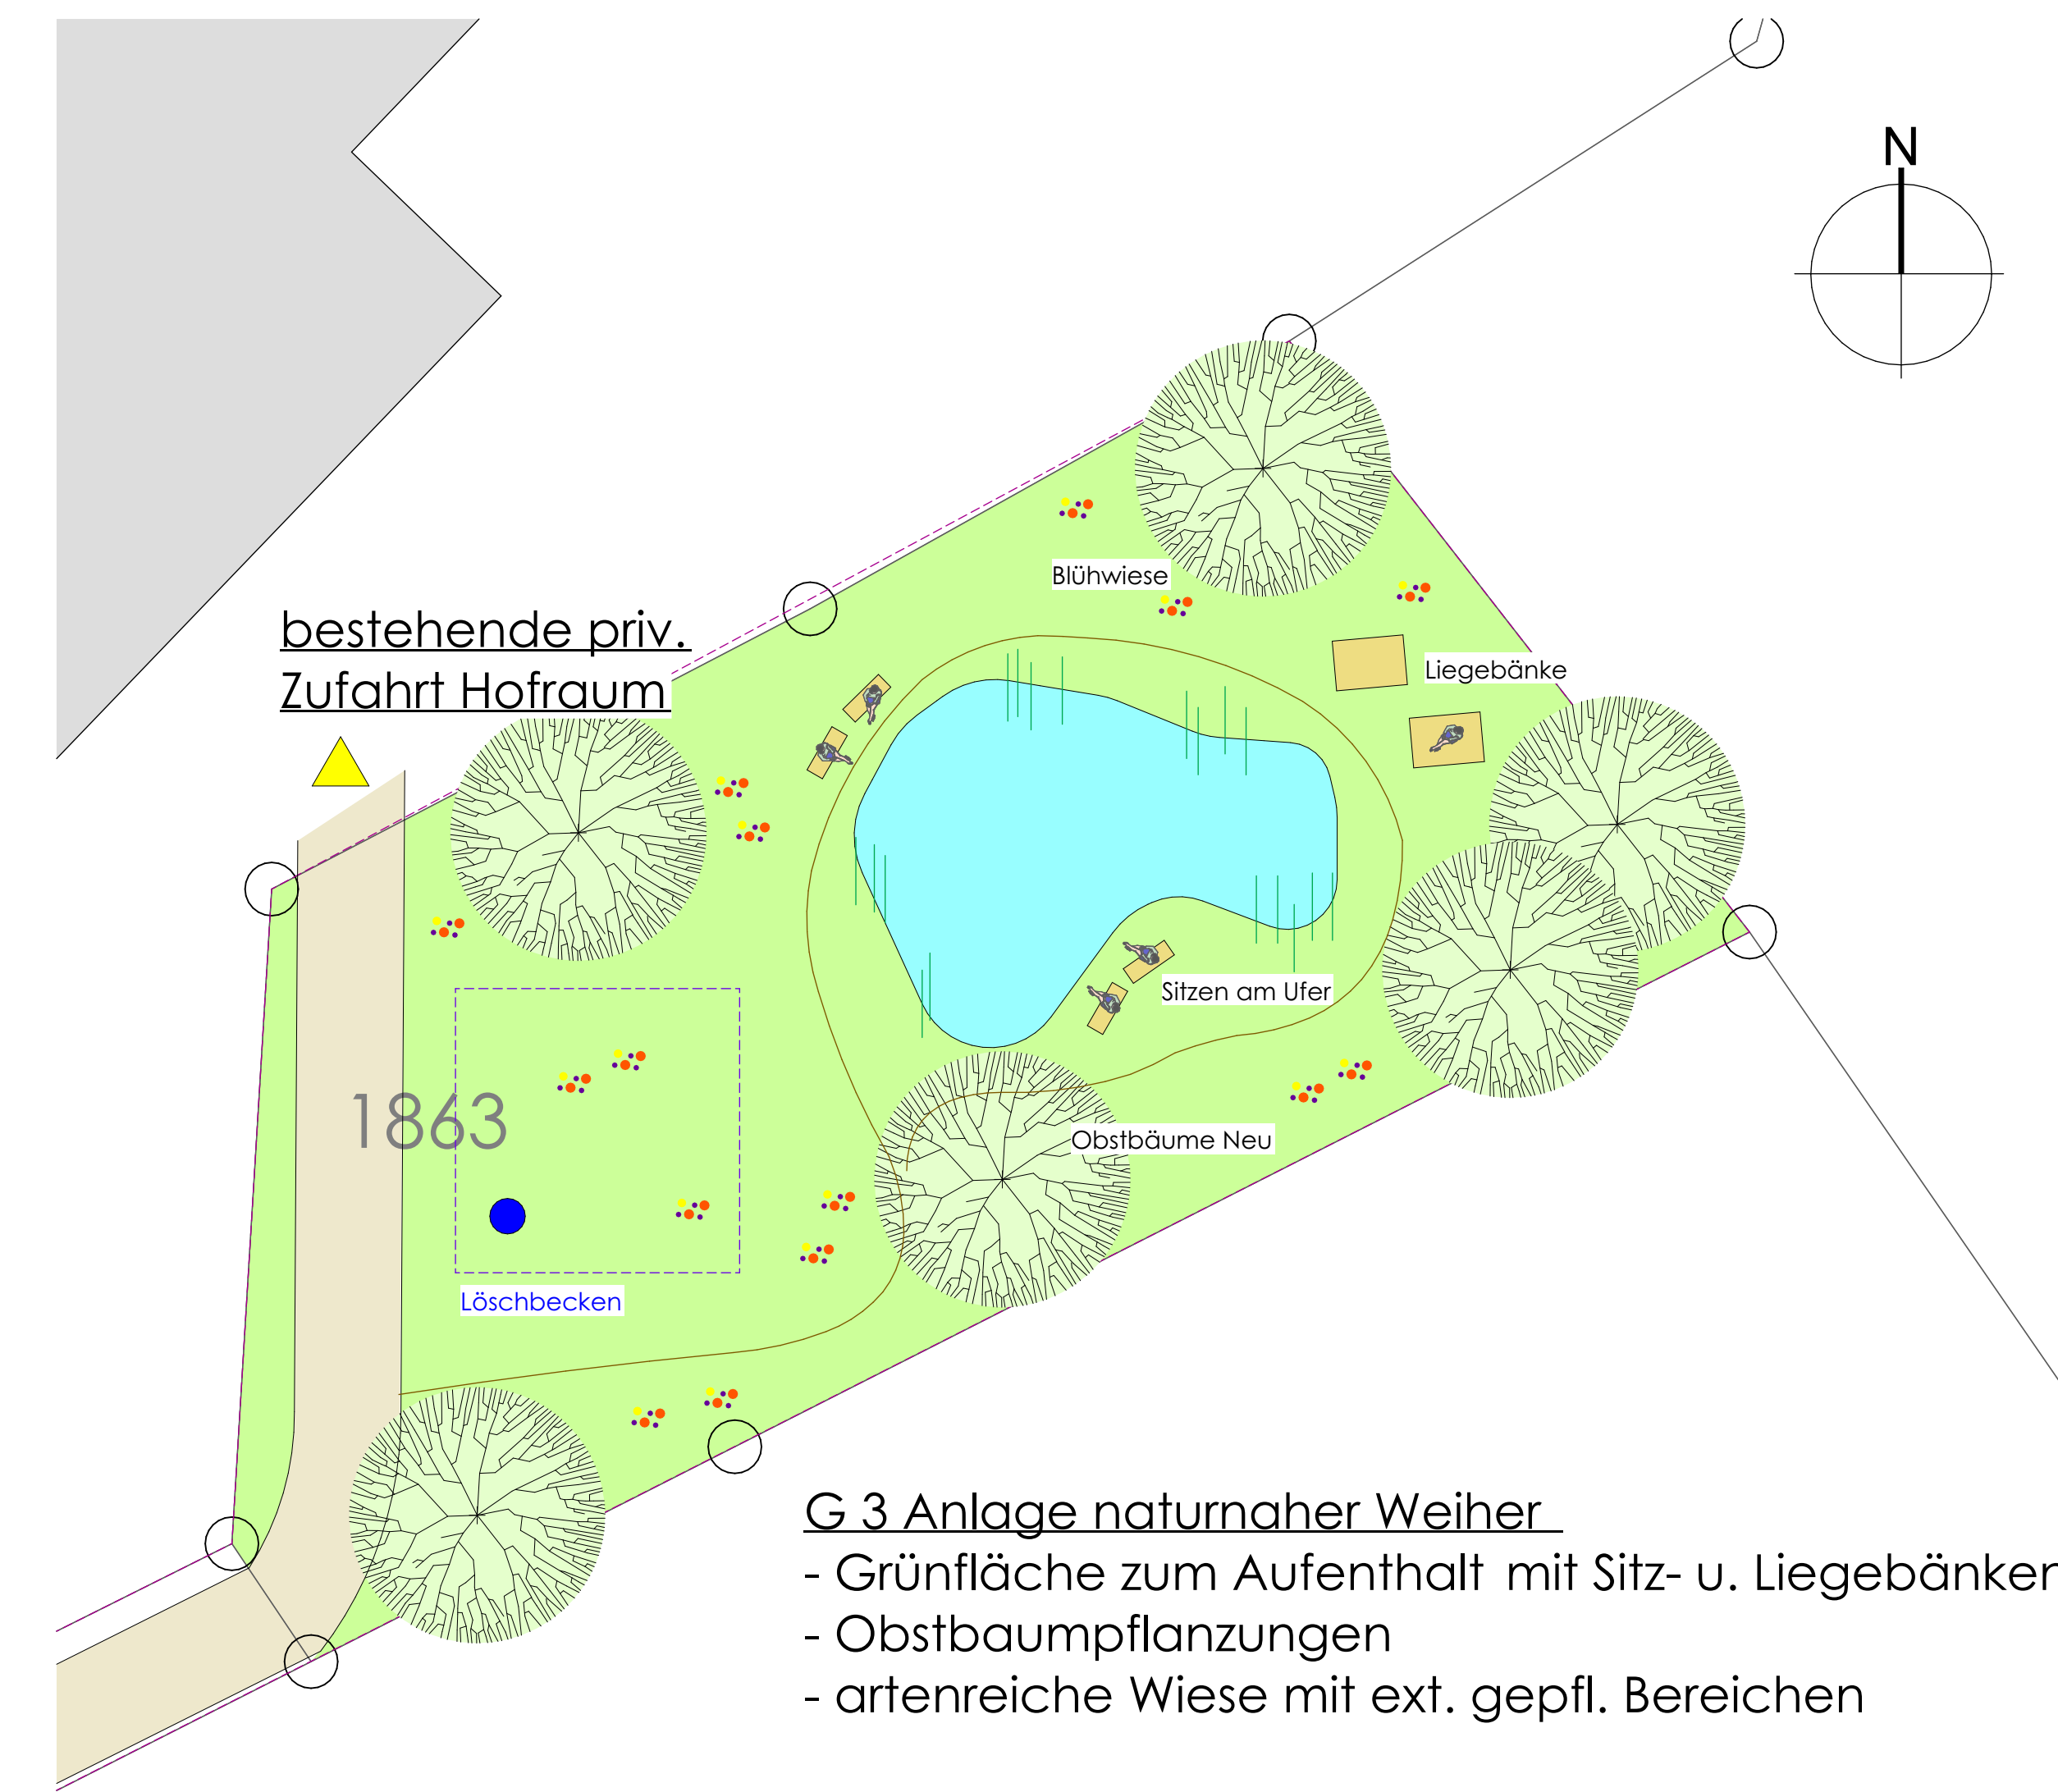 N
Blühwiese
bestehende priv.
Zufahrt Hofraum
Liegebänke
Sitzen am Ufer
1863
Obstbäume Neu
Löschbecken
G 3 Anlage naturnaher Weiher
- Grünfläche zum Aufenthalt mit Sitz- u. Liegebänken
- Obstbaumpflanzungen
- artenreiche Wiese mit ext. gepfl. Bereichen